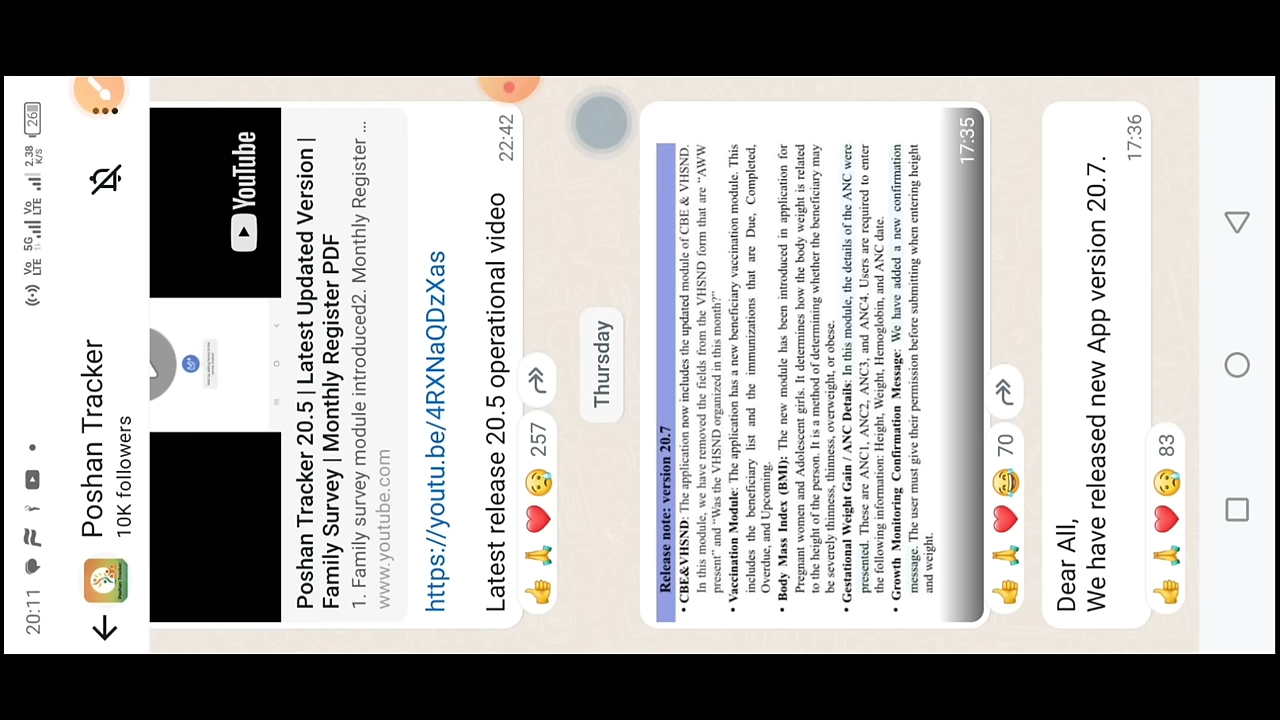 20:11
Vo LTE 5G Vo LTE 2.38 K/S 26
Poshan Tracker
10K followers
YouTube
Poshan Tracker 20.5 | Latest Updated Version |
Family Survey | Monthly Register PDF
1. Family survey module introduced2. Monthly Register ...
www.youtube.com
https://youtu.be/4RXNaQDzXas
Latest release 20.5 operational video
22:42
257
Thursday
Release note: version 20.7
• CBE&VHSND: The application now includes the updated module of CBE & VHSND.
In this module, we have removed the fields from the VHSND form that are "AWW
present" and "Was the VHSND organized in this month?"
• Vaccination Module: The application has a new beneficiary vaccination module. This
includes the beneficiary list and the immunizations that are Due, Completed,
Overdue, and Upcoming.
• Body Mass Index (BMI): The new module has been introduced in application for
Pregnant women and Adolescent girls. It determines how the body weight is related
to the height of the person. It is a method of determining whether the beneficiary may
be severely thinness, overweight, or obese.
• Gestational Weight Gain / ANC Details: In this module, the details of the ANC were
presented. These are ANC1, ANC2, ANC3, and ANC4. Users are required to enter
the following information: Height, Weight, Hemoglobin, and ANC date.
• Growth Monitoring Confirmation Message: We have added a new confirmation
message. The user must give their permission before submitting when entering height
and weight.
17:35
70
Dear All,
We have released new App version 20.7.
17:36
83